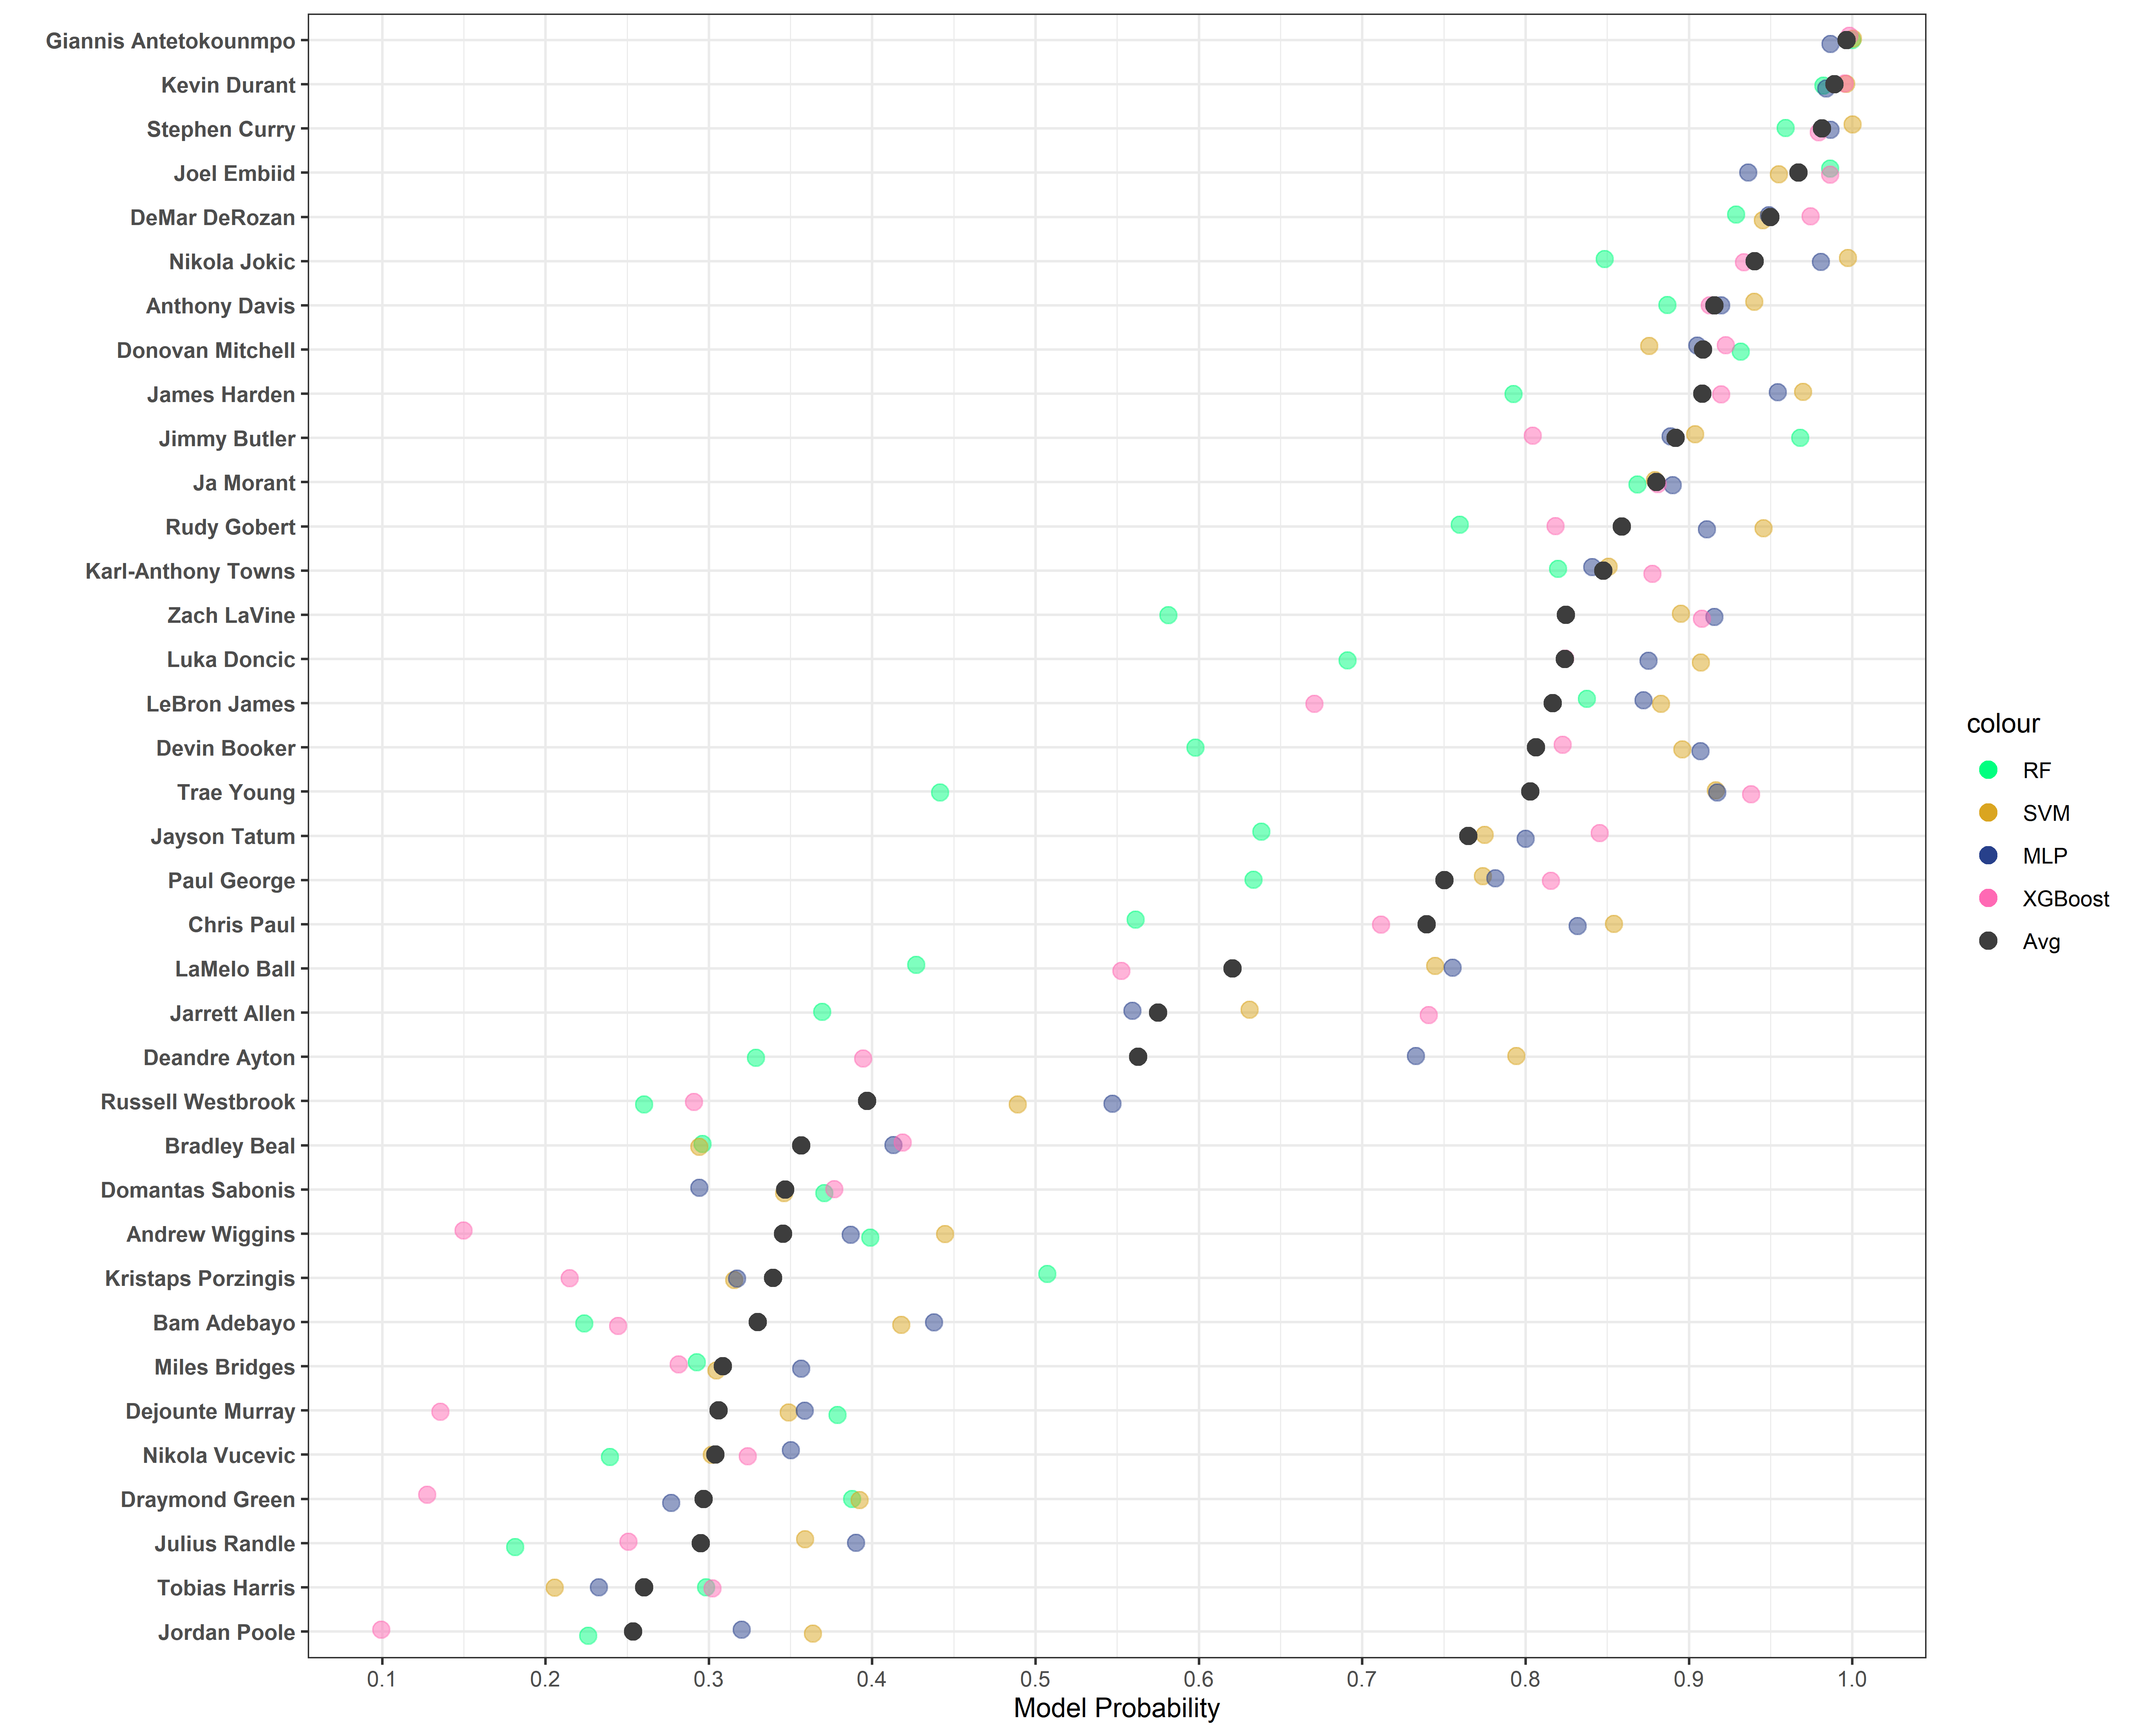 Giannis Antetokounmpo
Kevin Durant
Stephen Curry
Joel Embiid
DeMar DeRozan
Nikola Jokic
Anthony Davis
Donovan Mitchell
James Harden
Jimmy Butler
Ja Morant
Rudy Gobert
Karl-Anthony Towns
Zach LaVine
Luka Doncic
LeBron James
Devin Booker
Trae Young
Jayson Tatum
Paul George
Chris Paul
LaMelo Ball
Jarrett Allen
Deandre Ayton
Russell Westbrook
Bradley Beal
Domantas Sabonis
Andrew Wiggins
Kristaps Porzingis
Bam Adebayo
Miles Bridges
Dejounte Murray
Nikola Vucevic
Draymond Green
Julius Randle
Tobias Harris
Jordan Poole
0.1 0.2 0.3 0.4 0.5 0.6 0.7 0.8 0.9 1.0
Model Probability
colour
RF
SVM
MLP
XGBoost
Avg